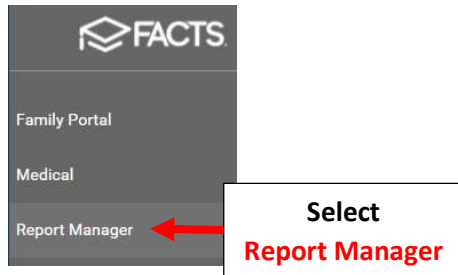 FACTS.
Family Portal
Medical
Report Manager
Select
Report Manager